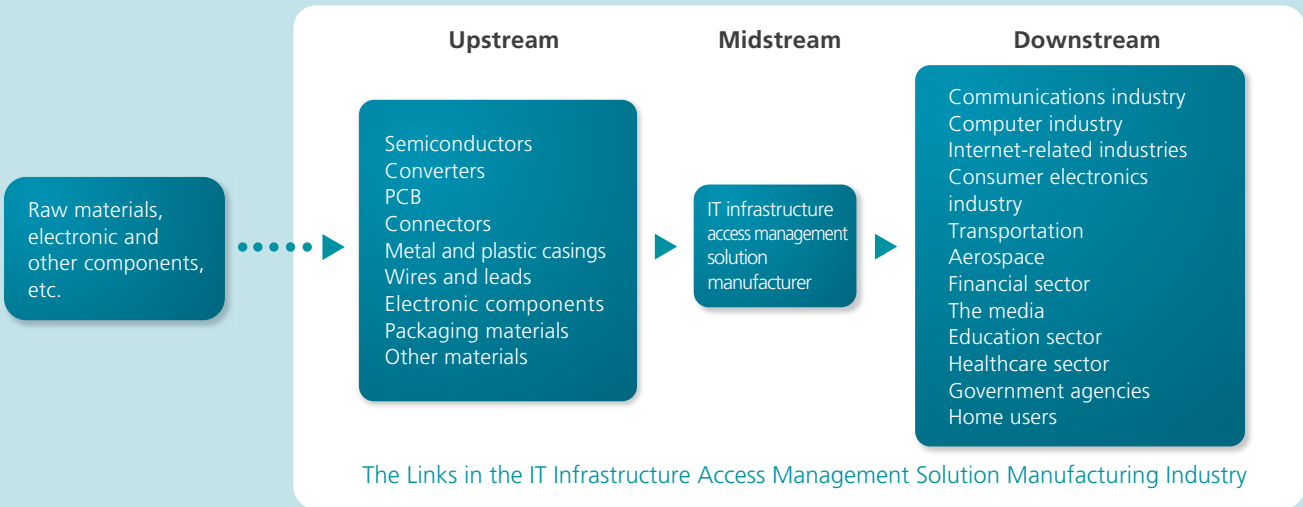 Upstream
Midstream
Downstream
Raw materials,
electronic and
other components,
etc.
Semiconductors
Converters
PCB
Connectors
Metal and plastic casings
Wires and leads
Electronic components
Packaging materials
Other materials
IT infrastructure
access management
solution
manufacturer
Communications industry
Computer industry
Internet-related industries
Consumer electronics
industry
Transportation
Aerospace
Financial sector
The media
Education sector
Healthcare sector
Government agencies
Home users
The Links in the IT Infrastructure Access Management Solution Manufacturing Industry